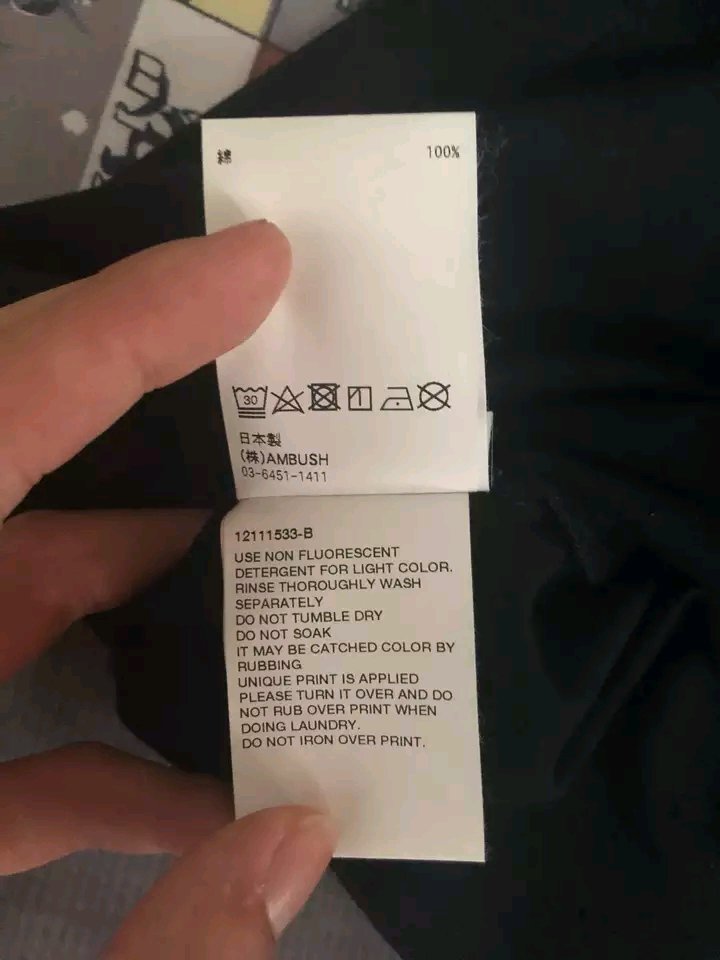 綿 100%
30
日本製
(株)AMBUSH
03-6451-1411
12111533-B
USE NON FLUORESCENT
DETERGENT FOR LIGHT COLOR.
RINSE THOROUGHLY WASH
SEPARATELY
DO NOT TUMBLE DRY
DO NOT SOAK
IT MAY BE CATCHED COLOR BY
RUBBING
UNIQUE PRINT IS APPLIED
PLEASE TURN IT OVER AND DO
NOT RUB OVER PRINT WHEN
DOING LAUNDRY.
DO NOT IRON OVER PRINT.